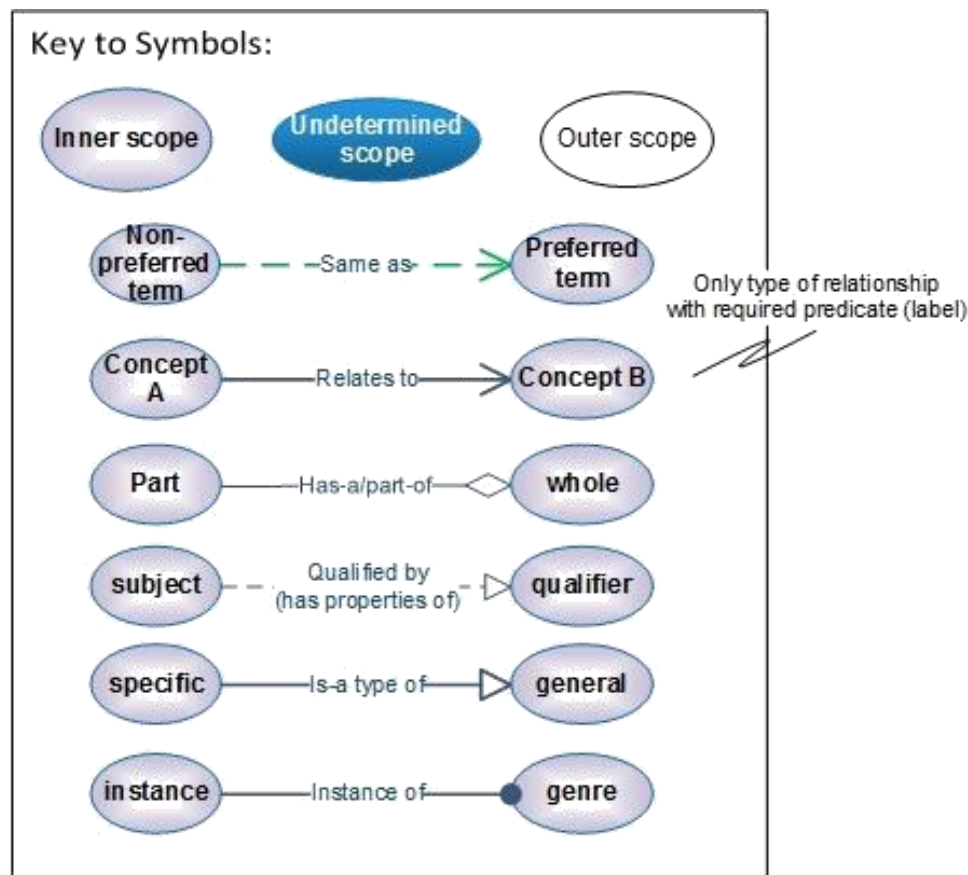 Key to Symbols:
Inner scope
Undetermined
scope
Outer scope
Non-
preferred
term
Same as
Preferred
term
Only type of relationship
with required predicate (label)
Concept
A
Relates to
Concept B
Part
Has-a/part-of
whole
subject
Qualified by
(has properties of)
qualifier
specific
Is-a type of
general
instance
Instance of
genre